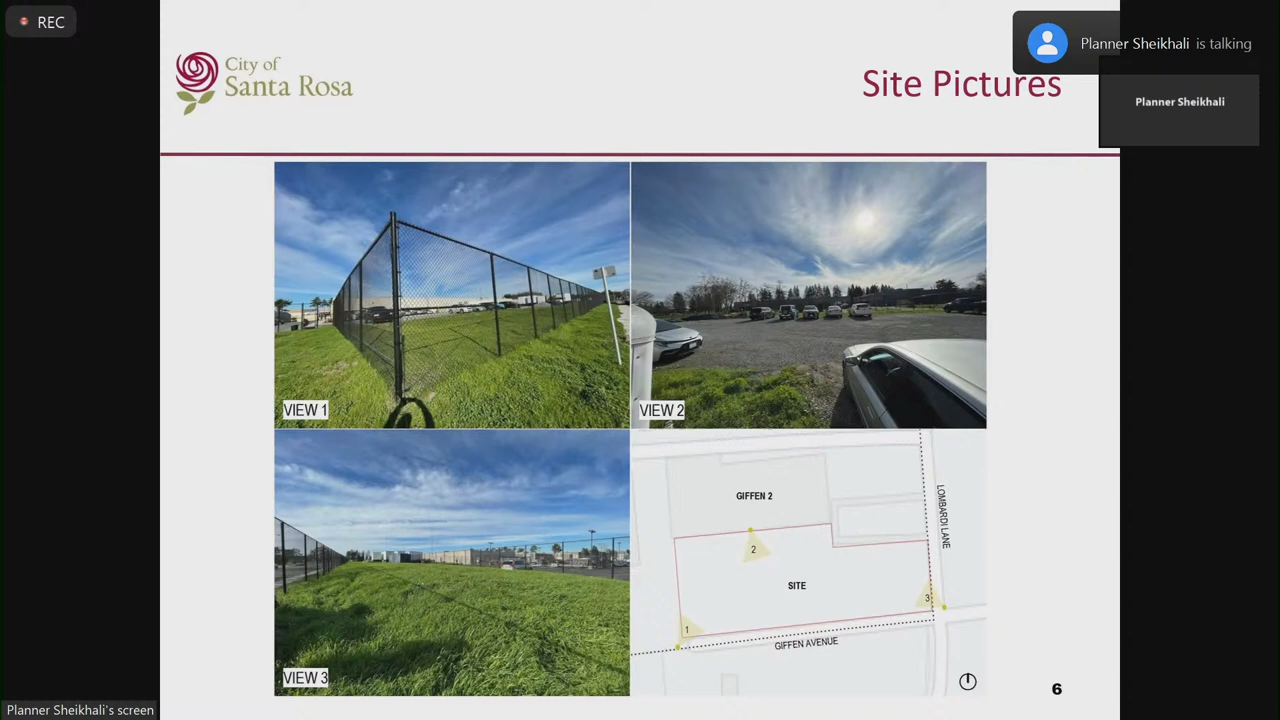 REC
City of
Santa Rosa
Site Pictures
Planner Sheikhali is talking
Planner Sheikhali
VIEW 1
VIEW 2
VIEW 3
GIFFEN 2
LOMBARDI LANE
2
SITE
3
1
GIFFEN AVENUE
6
Planner Sheikhali's screen